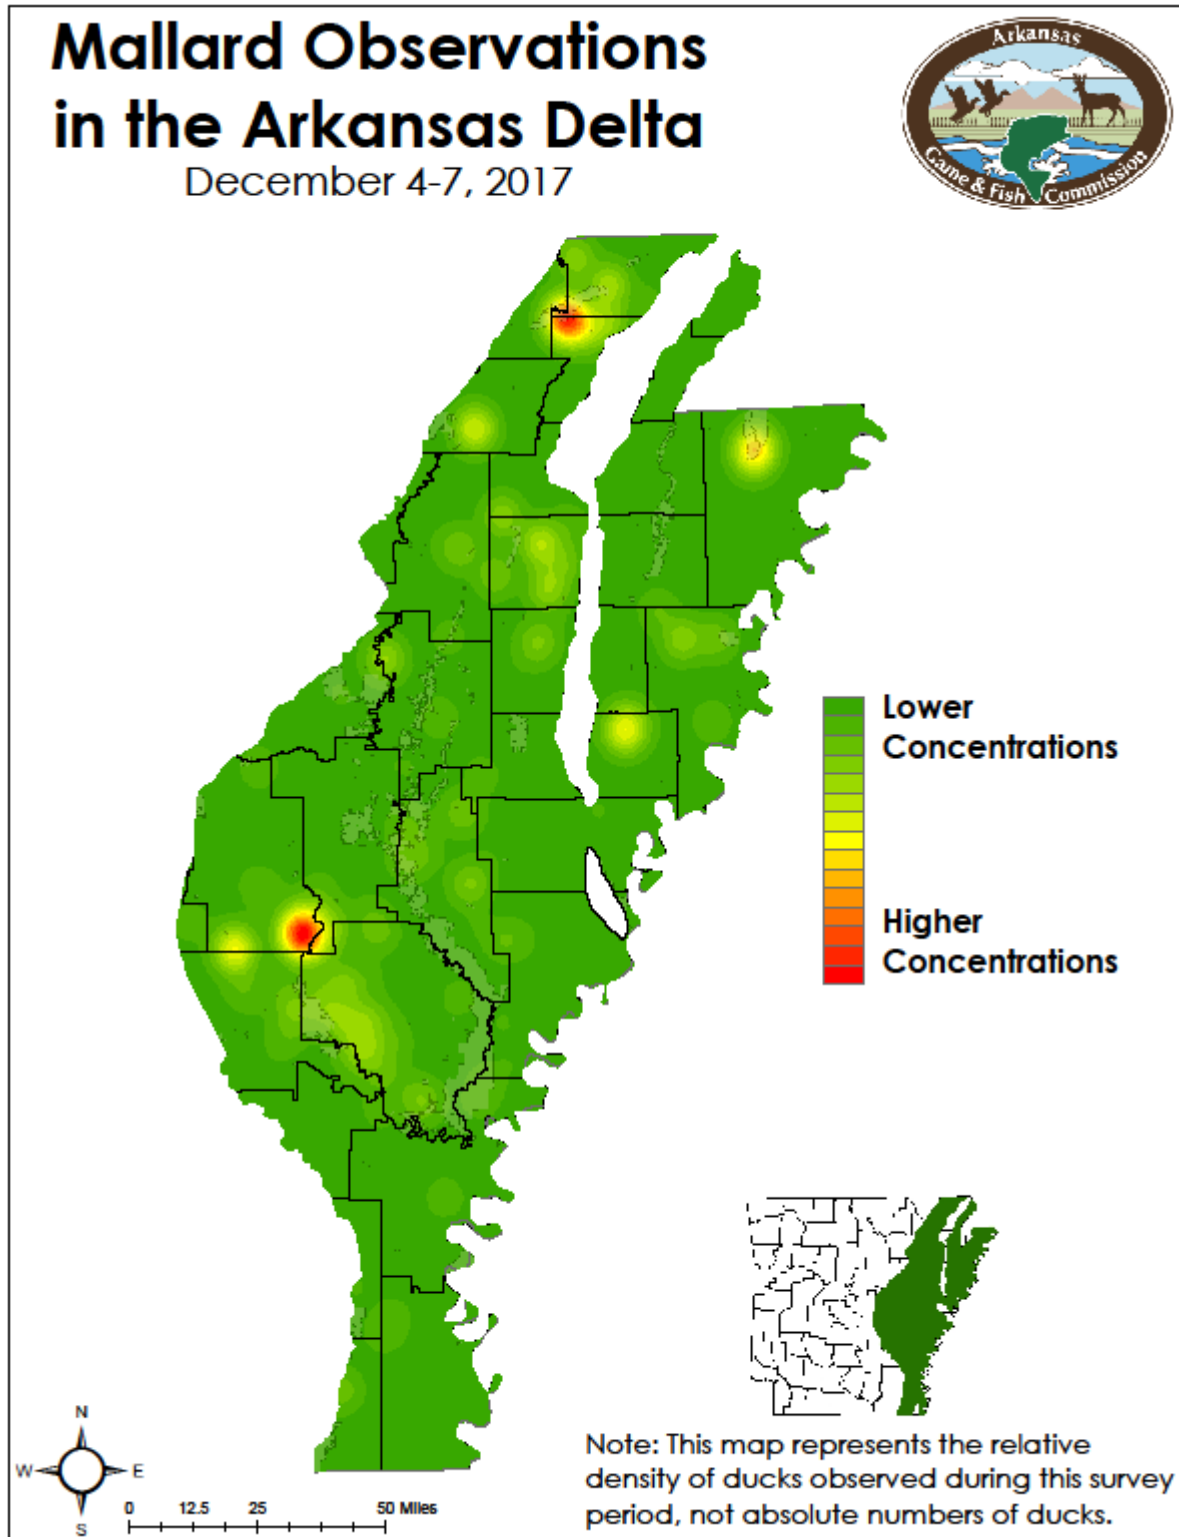 Mallard Observations
in the Arkansas Delta
December 4-7, 2017
Arkansas
Game & Fish Commission
Lower
Concentrations
Higher
Concentrations
N
W E
S
0 12.5 25 50 Miles
Note: This map represents the relative
density of ducks observed during this survey
period, not absolute numbers of ducks.